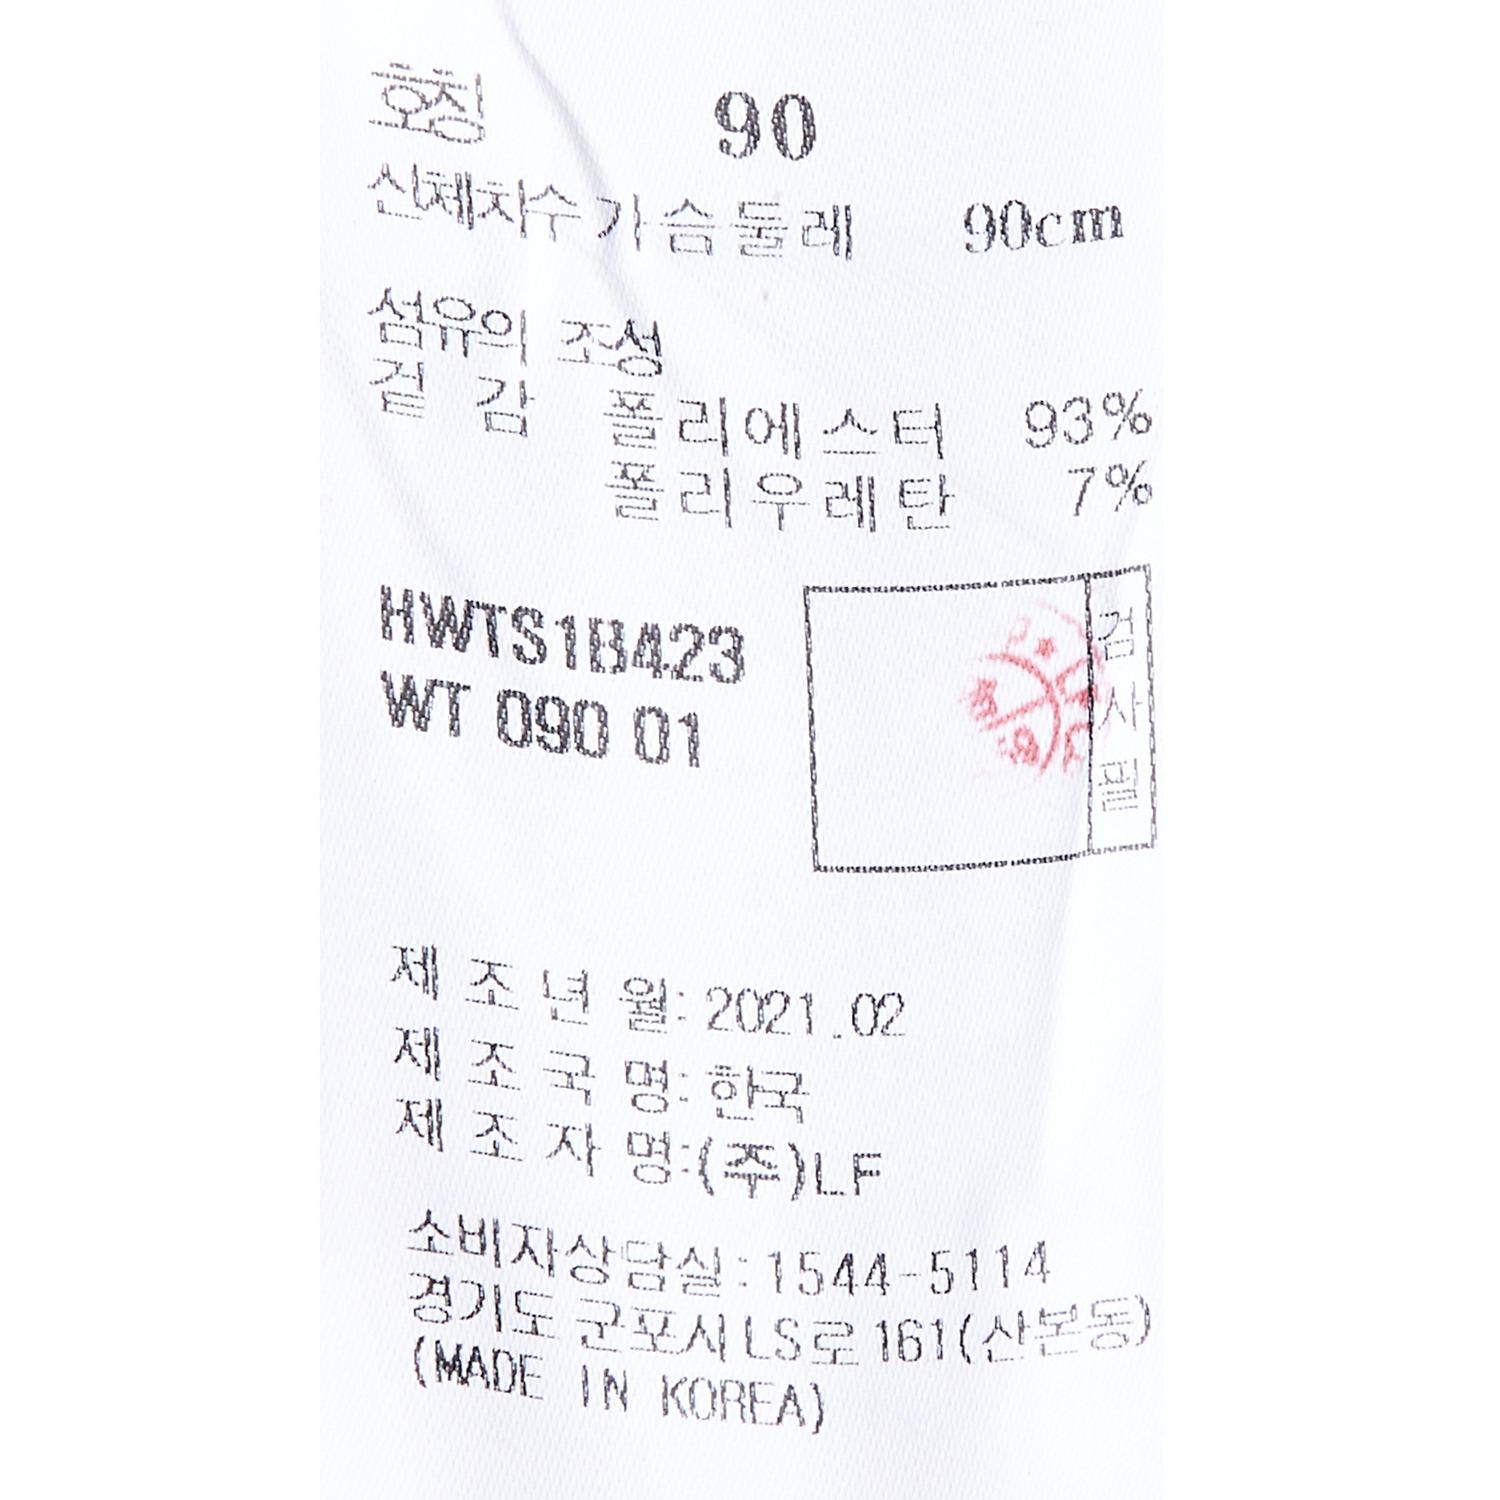 호칭 90
신체치수 가슴둘레 90cm
섬유의 조성
겉 감 폴리에스터 93%
폴리우레탄 7%
HWTS1B423
WT 090 01
검사필
제 조 년 월: 2021.02
제 조 국 명: 한국
제 조 자 명:(주)LF
소비자상담실:1544-5114
경기도 군포시 LS로 161(산본동)
(MADE IN KOREA)